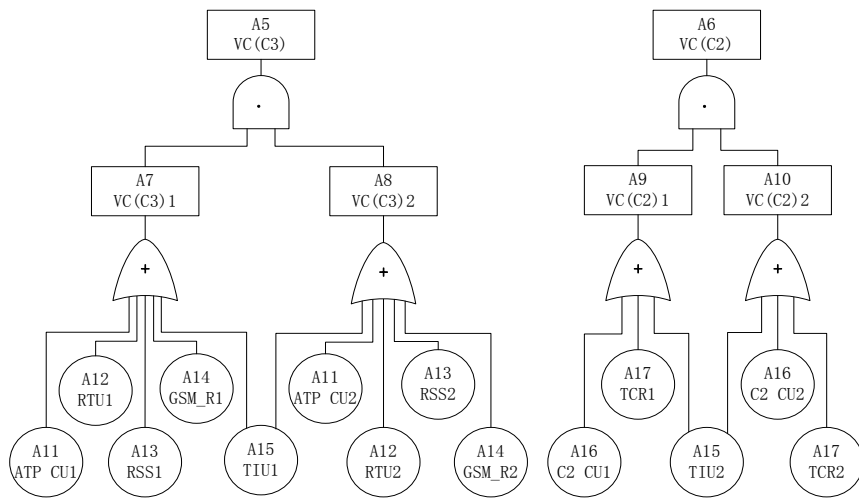 A5
VC(C3)
A6
VC(C2)
·
·
A7
VC(C3)1
A8
VC(C3)2
A9
VC(C2)1
A10
VC(C2)2
+
+
+
+
A12
RTU1
A14
GSM_R1
A11
ATP CU2
A13
RSS2
A17
TCR1
A16
C2 CU2
A11
ATP CU1
A13
RSS1
A15
TIU1
A12
RTU2
A14
GSM_R2
A16
C2 CU1
A15
TIU2
A17
TCR2